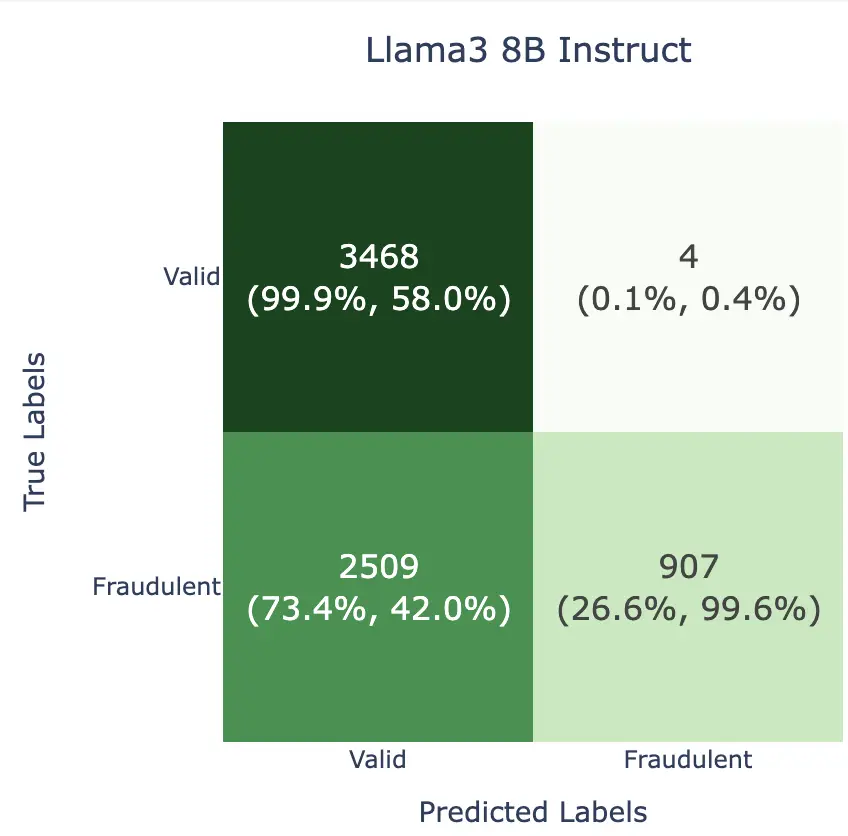 Llama3 8B Instruct
True Labels
Valid
3468
(99.9%, 58.0%)
4
(0.1%, 0.4%)
Fraudulent
2509
(73.4%, 42.0%)
907
(26.6%, 99.6%)
Valid
Fraudulent
Predicted Labels